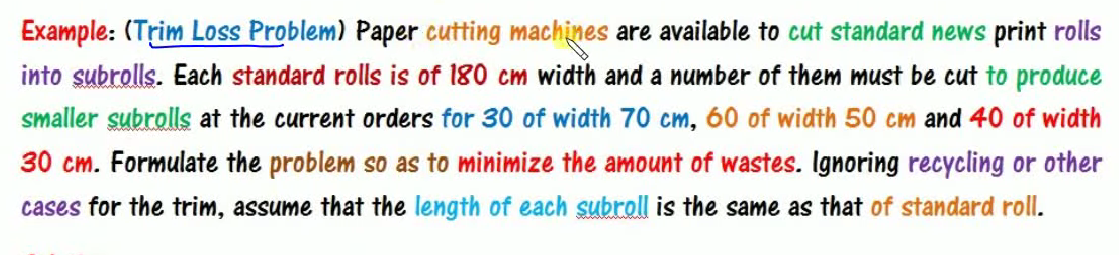 Example: (Trim Loss Problem) Paper cutting machines are available to cut standard news print rolls
into subrolls. Each standard rolls is of 180 cm width and a number of them must be cut to produce
smaller subrolls at the current orders for 30 of width 70 cm, 60 of width 50 cm and 40 of width
30 cm. Formulate the problem so as to minimize the amount of wastes. Ignoring recycling or other
cases for the trim, assume that the length of each subroll is the same as that of standard roll.